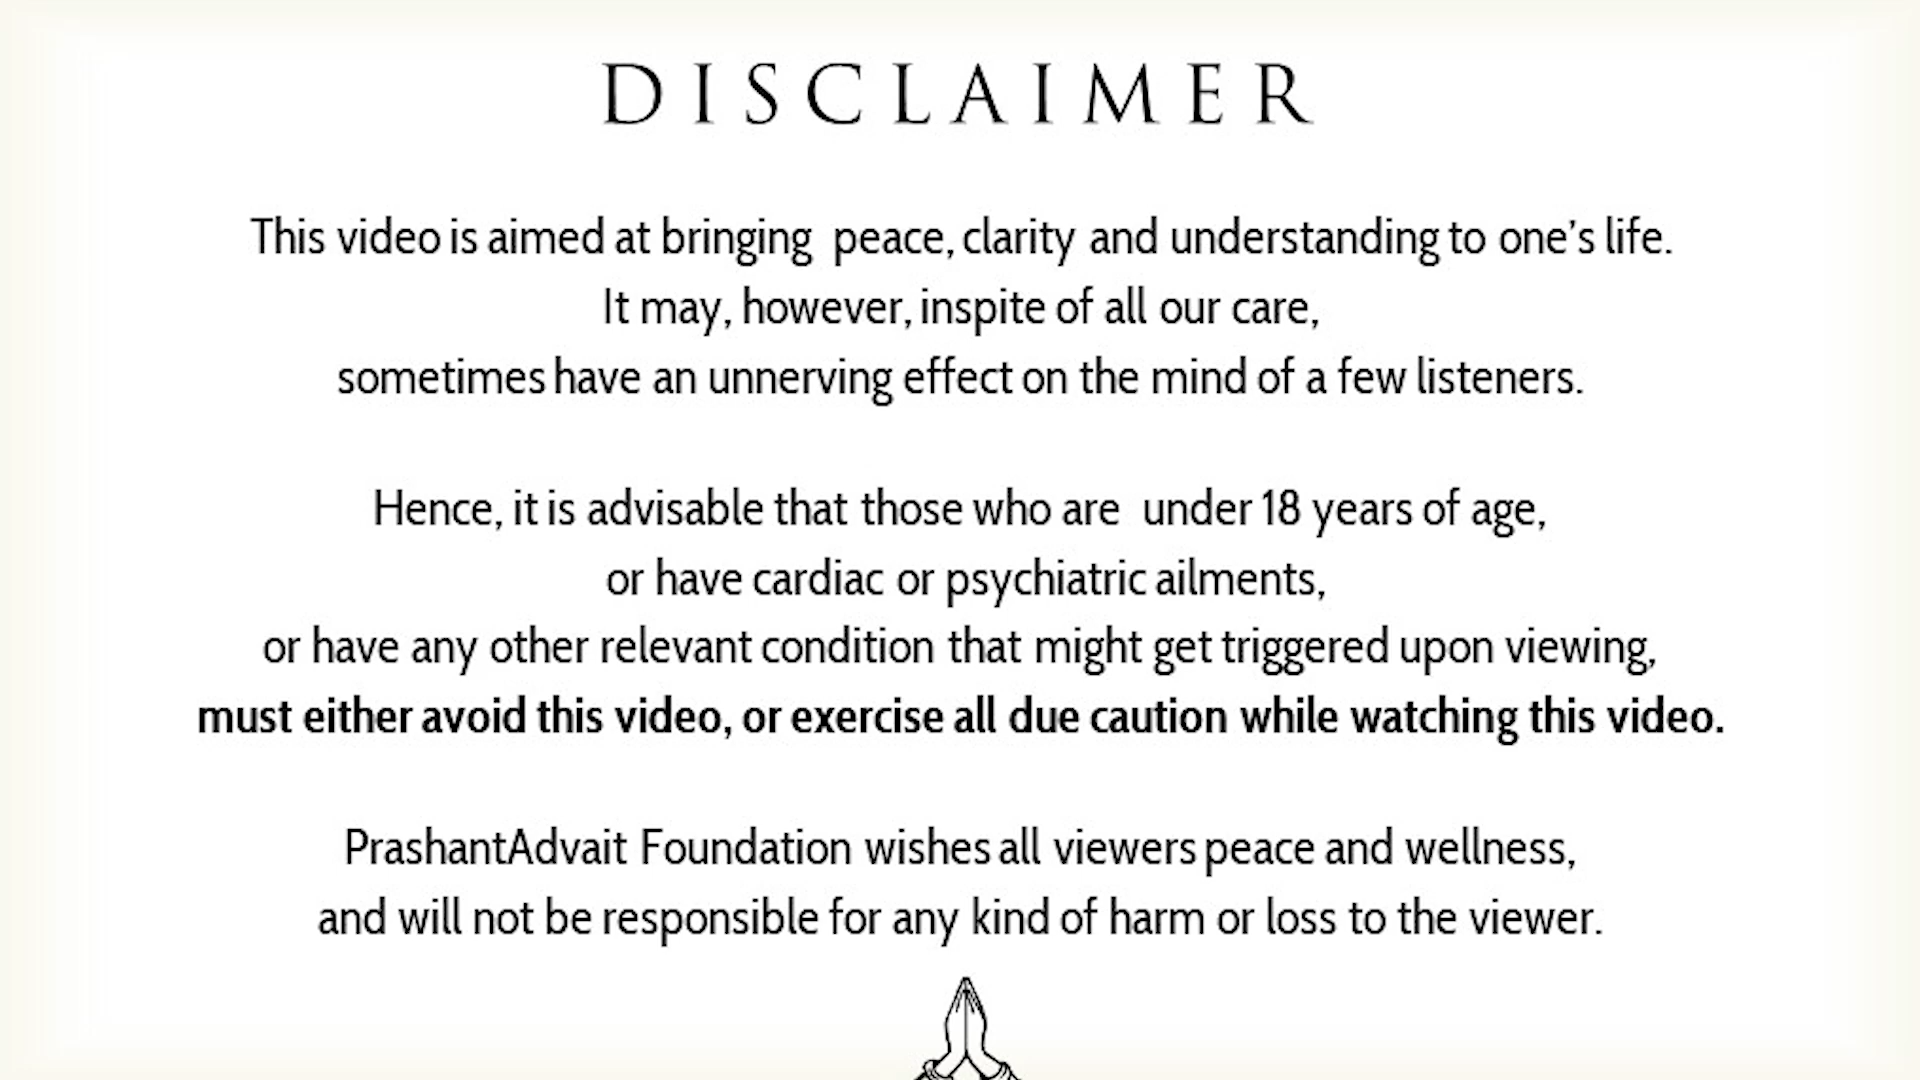 DISCLAIMER
This video is aimed at bringing peace, clarity and understanding to one's life.
It may, however, inspite of all our care,
sometimes have an unnerving effect on the mind of a few listeners.
Hence, it is advisable that those who are under 18 years of age,
or have cardiac or psychiatric ailments,
or have any other relevant condition that might get triggered upon viewing,
must either avoid this video, or exercise all due caution while watching this video.
PrashantAdvait Foundation wishes all viewers peace and wellness,
and will not be responsible for any kind of harm or loss to the viewer.